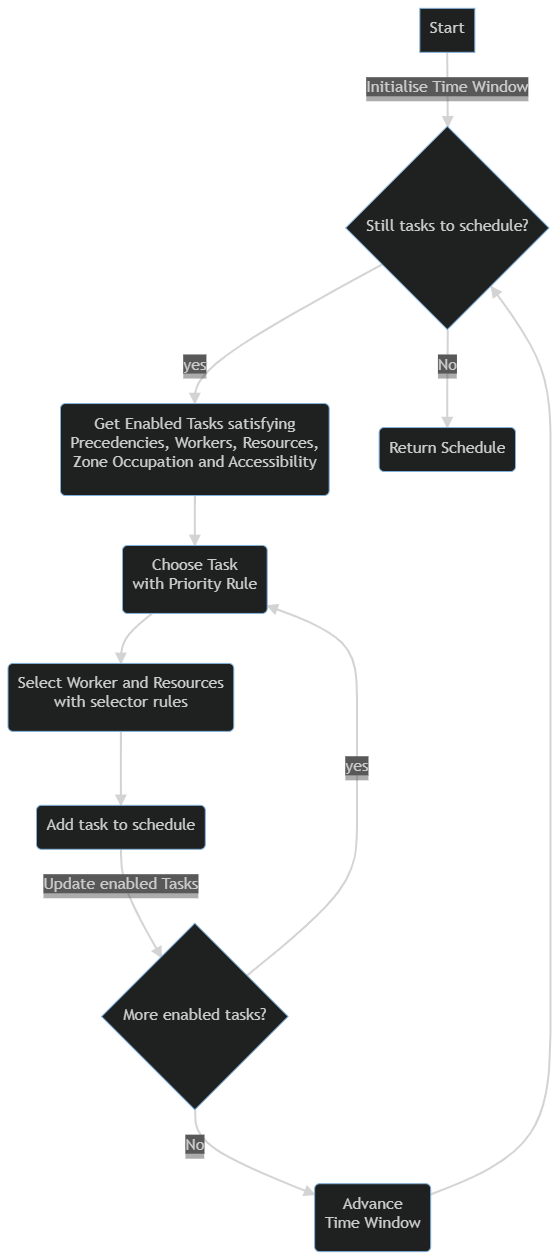 Start
Initialise Time Window
Still tasks to schedule?
yes
No
Get Enabled Tasks satisfying
Precedencies, Workers, Resources,
Zone Occupation and Accessibility
Return Schedule
Choose Task
with Priority Rule
Select Worker and Resources
with selector rules
yes
Add task to schedule
Update enabled Tasks
More enabled tasks?
No
Advance
Time Window